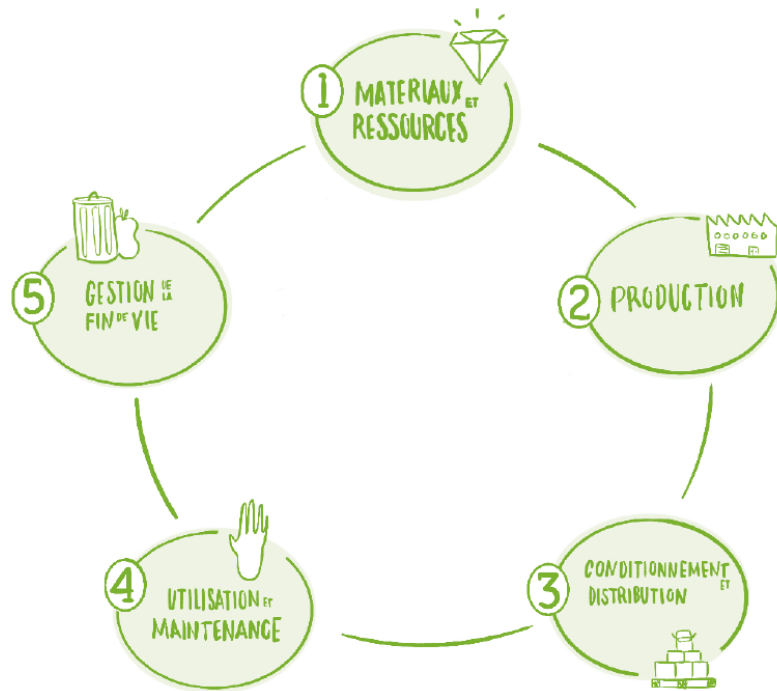 1
MATERIAUX ET
RESSOURCES
2
PRODUCTION
3
CONDITIONNEMENT ET
DISTRIBUTION
4
UTILISATION ET
MAINTENANCE
5
GESTION DE LA
FIN DE VIE